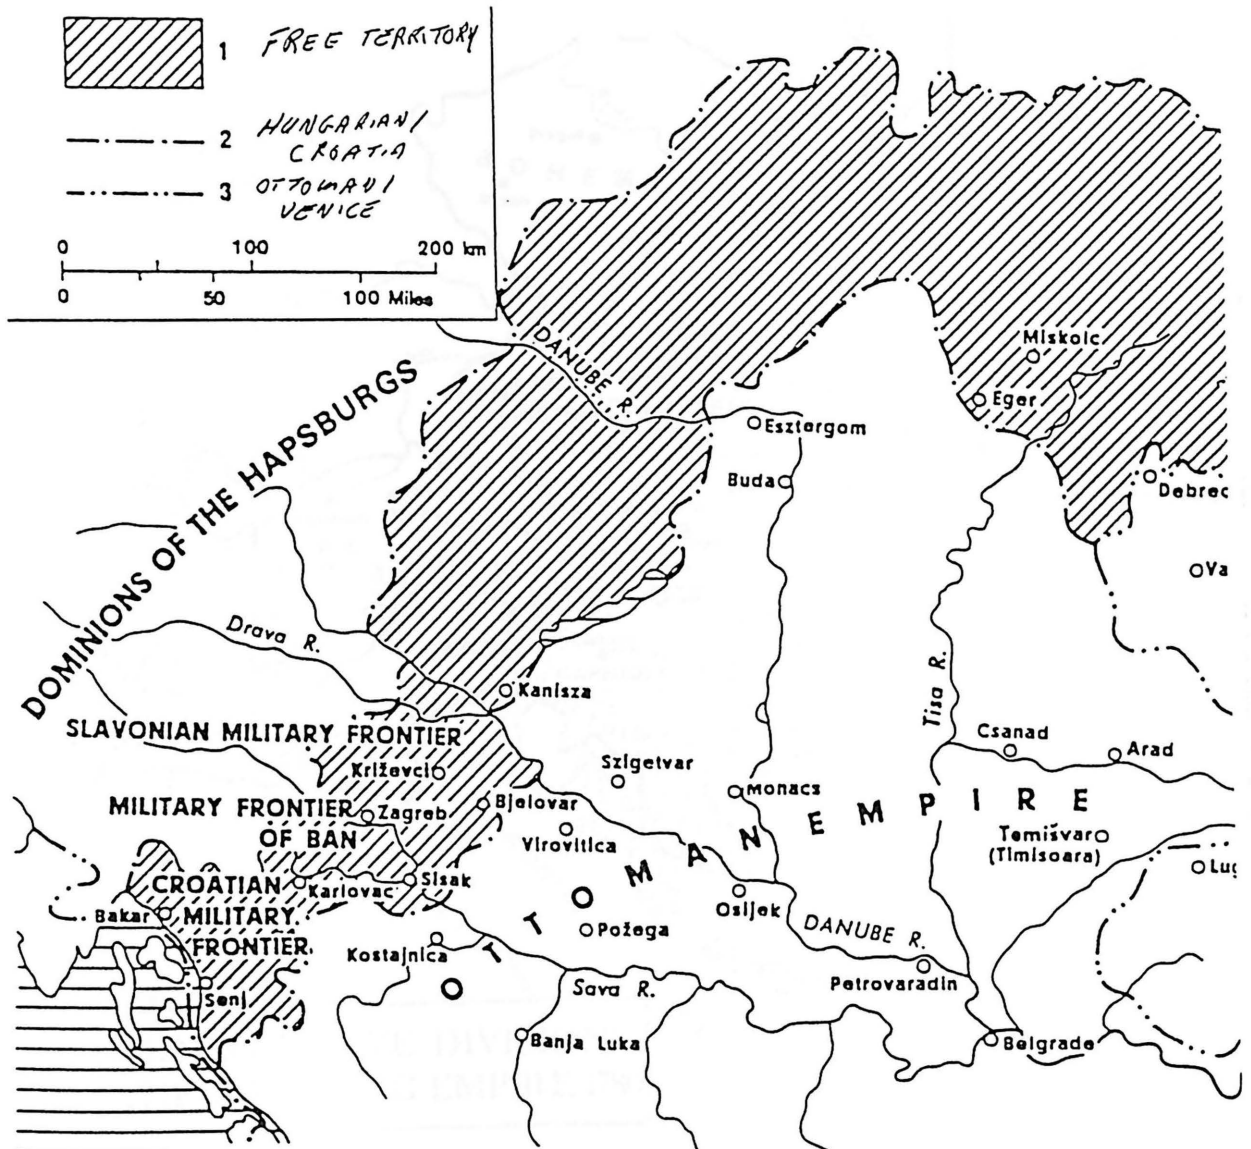 1 FREE TERRITORY
2 HUNGARIAN/
CROATIA
3 OTTOMAN/
VENICE
0 100 200 km
0 50 100 Miles
DANUBE R.
Miskolc
Eger
Esztergom
Buda
Debrec
Va
DOMINIONS OF THE HAPSBURGS
Drava R.
Tisa R.
Kanisza
SLAVONIAN MILITARY FRONTIER
Križevci
Szigetvar
Csanad
Arad
MILITARY FRONTIER
OF BAN
Zagreb
Bjelovar
Virovitica
Monacs
OTTOMAN EMPIRE
Temišvar
(Timisoara)
Lug
CROATIAN
MILITARY
FRONTIER
Karlovac
Sisak
Bakar
Osijek
Požega
DANUBE R.
Kostajnica
Petrovaradin
Senj
Sava R.
Banja Luka
Belgrade